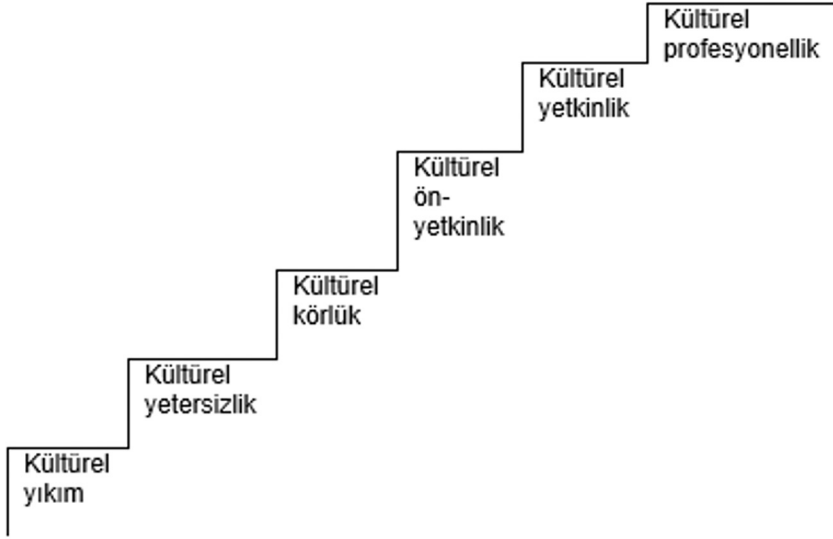 Kültürel
profesyonellik
Kültürel
yetkinlik
Kültürel
ön-
yetkinlik
Kültürel
körlük
Kültürel
yetersizlik
Kültürel
yıkım